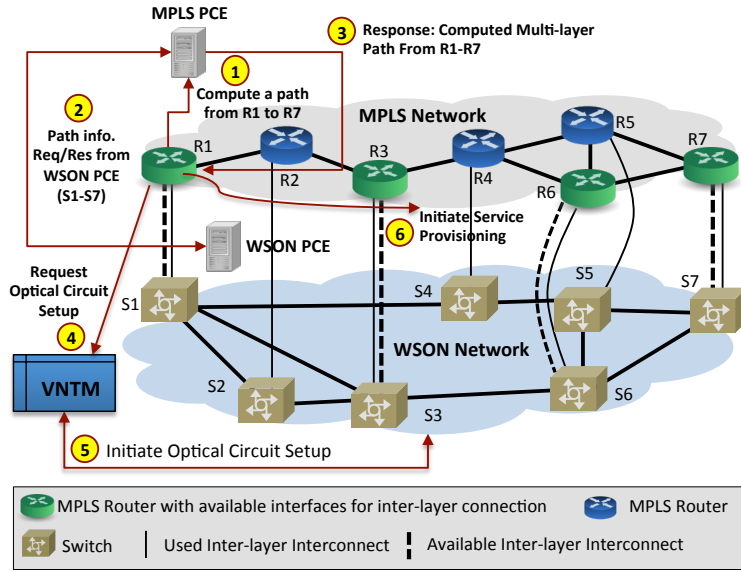 MPLS PCE
3 Response: Computed Multi-layer
Path From R1-R7
1
Compute a path
from R1 to R7
2
Path info.
Req/Res from
WSON PCE
(S1-S7)
MPLS Network
R1
R2
R3
R4
R5
R6
R7
6 Initiate Service
Provisioning
WSON PCE
Request
Optical Circuit
Setup
4
VNTM
S1
S2
S3
S4
S5
S6
S7
WSON Network
5 Initiate Optical Circuit Setup
MPLS Router with available interfaces for inter-layer connection
MPLS Router
Switch
Used Inter-layer Interconnect
Available Inter-layer Interconnect